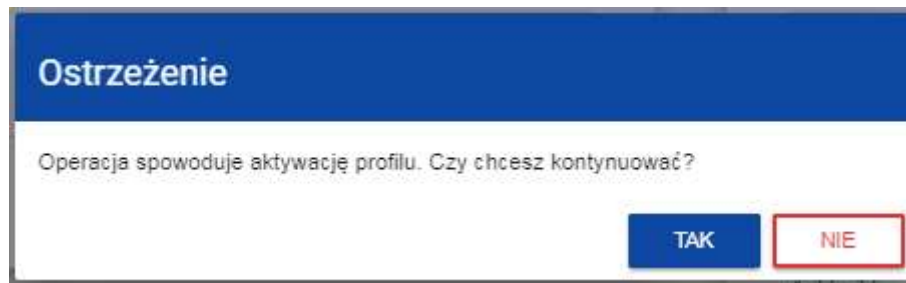 Ostrzeżenie
Operacja spowoduje aktywację profilu. Czy chcesz kontynuować?
TAK NIE